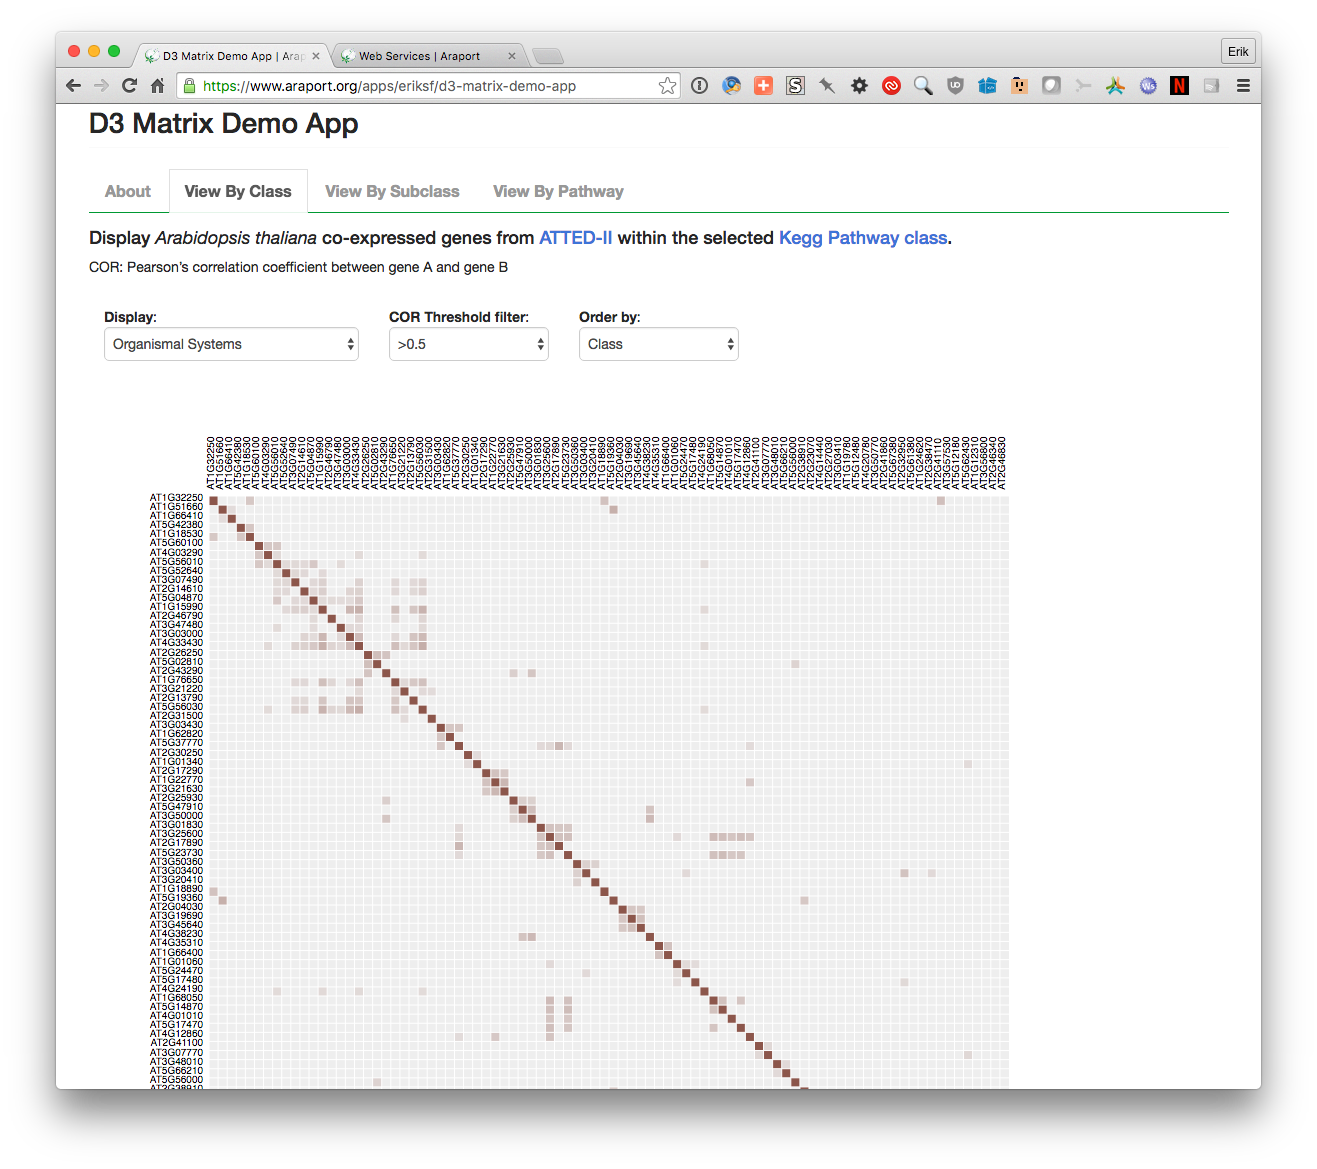 D3 Matrix Demo App | Arap
Web Services | Araport
Erik
https://www.araport.org/apps/eriksf/d3-matrix-demo-app
D3 Matrix Demo App
About
View By Class
View By Subclass
View By Pathway
Display Arabidopsis thaliana co-expressed genes from ATTED-II within the selected Kegg Pathway class.
COR: Pearson's correlation coefficient between gene A and gene B
Display:
COR Threshold filter:
Order by:
Organismal Systems
>0.5
Class
AT1G32250
AT1G51660
AT1G66410
AT5G42380
AT1G18530
AT5G60100
AT4G03290
AT5G56010
AT5G52640
AT3G07490
AT2G14610
AT5G04870
AT1G15990
AT2G46790
AT3G47480
AT3G03000
AT4G33430
AT2G26250
AT5G02810
AT2G43290
AT1G76650
AT3G21220
AT2G13790
AT5G56030
AT2G31500
AT3G03430
AT1G62820
AT5G37770
AT2G30250
AT1G01340
AT2G17290
AT1G22770
AT3G21630
AT2G25930
AT5G47910
AT3G50000
AT3G01830
AT3G25600
AT2G17890
AT5G23730
AT3G50360
AT3G03400
AT3G20410
AT1G18890
AT5G19360
AT2G04030
AT3G19690
AT3G45640
AT4G38230
AT4G35310
AT1G66400
AT1G01060
AT5G24470
AT5G17480
AT4G24190
AT1G68050
AT5G14870
AT4G01010
AT5G17470
AT4G12860
AT2G41100
AT3G07770
AT3G48010
AT5G66210
AT5G56000
AT2G38910
AT2G23070
AT4G14440
AT2G27030
AT3G03410
AT1G19780
AT5G12480
AT3G50770
AT2G41860
AT5G67380
AT5G61380
AT2G32950
AT1G24620
AT2G38470
AT2G41110
AT3G57530
AT5G12180
AT5G62430
AT1G12310
AT3G56800
AT2G46340
AT2G46830
AT1G32250
AT1G51660
AT1G66410
AT5G42380
AT1G18530
AT5G60100
AT4G03290
AT5G56010
AT5G52640
AT3G07490
AT2G14610
AT5G04870
AT1G15990
AT2G46790
AT3G47480
AT3G03000
AT4G33430
AT2G26250
AT5G02810
AT2G43290
AT1G76650
AT3G21220
AT2G13790
AT5G56030
AT2G31500
AT3G03430
AT1G62820
AT5G37770
AT2G30250
AT1G01340
AT2G17290
AT1G22770
AT3G21630
AT2G25930
AT5G47910
AT3G50000
AT3G01830
AT3G25600
AT2G17890
AT5G23730
AT3G50360
AT3G03400
AT3G20410
AT1G18890
AT5G19360
AT2G04030
AT3G19690
AT3G45640
AT4G38230
AT4G35310
AT1G66400
AT1G01060
AT5G24470
AT5G17480
AT4G24190
AT1G68050
AT5G14870
AT4G01010
AT5G17470
AT4G12860
AT2G41100
AT3G07770
AT3G48010
AT5G66210
AT5G56000
AT2G38910